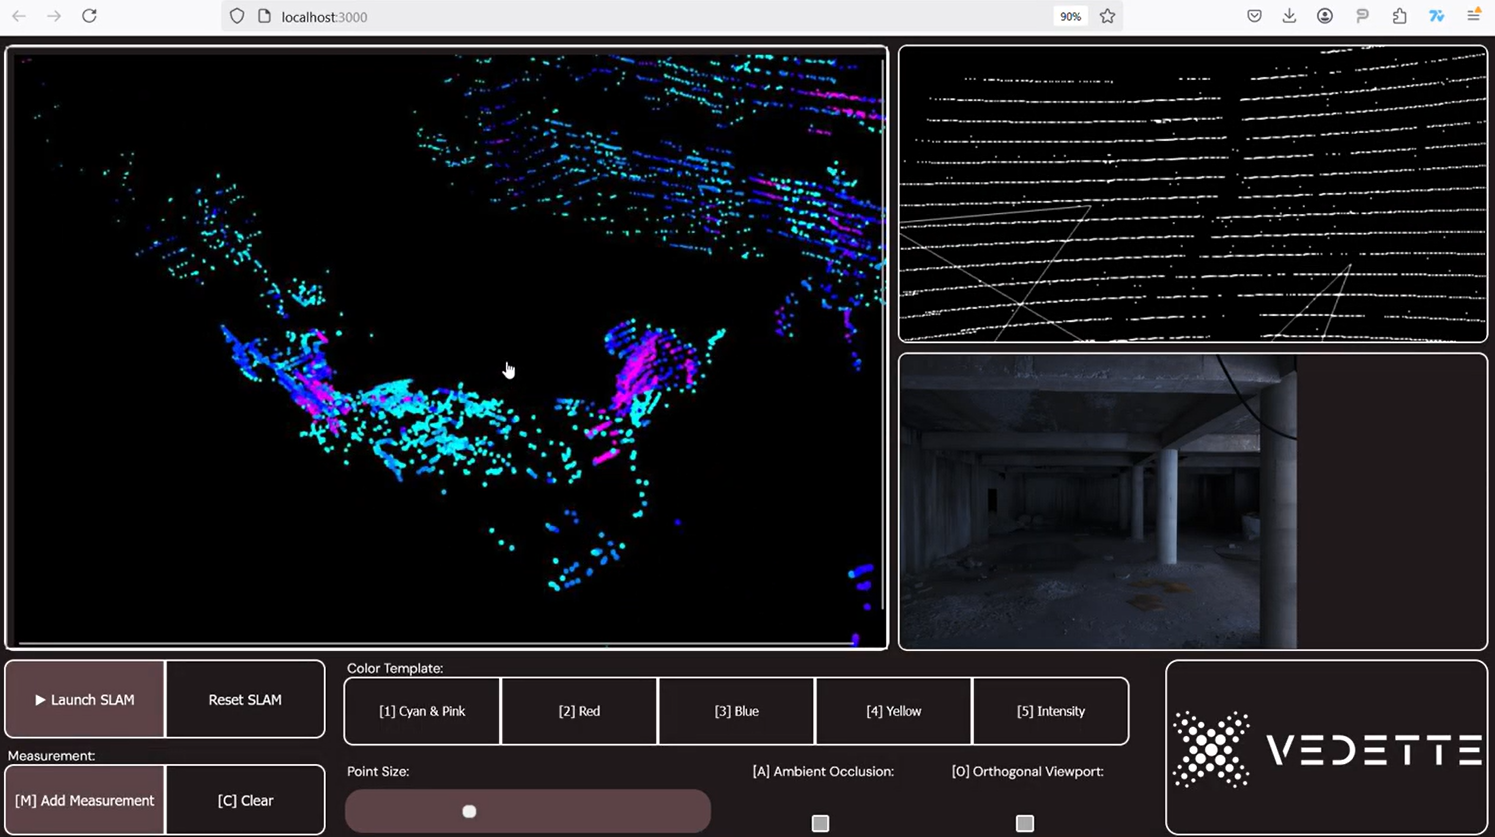 localhost:3000
90%
▶ Launch SLAM
Reset SLAM
Measurement:
[M] Add Measurement
[C] Clear
Color Template:
[1] Cyan & Pink
[2] Red
[3] Blue
[4] Yellow
[5] Intensity
Point Size:
[A] Ambient Occlusion:
[O] Orthogonal Viewport:
VEDETTE